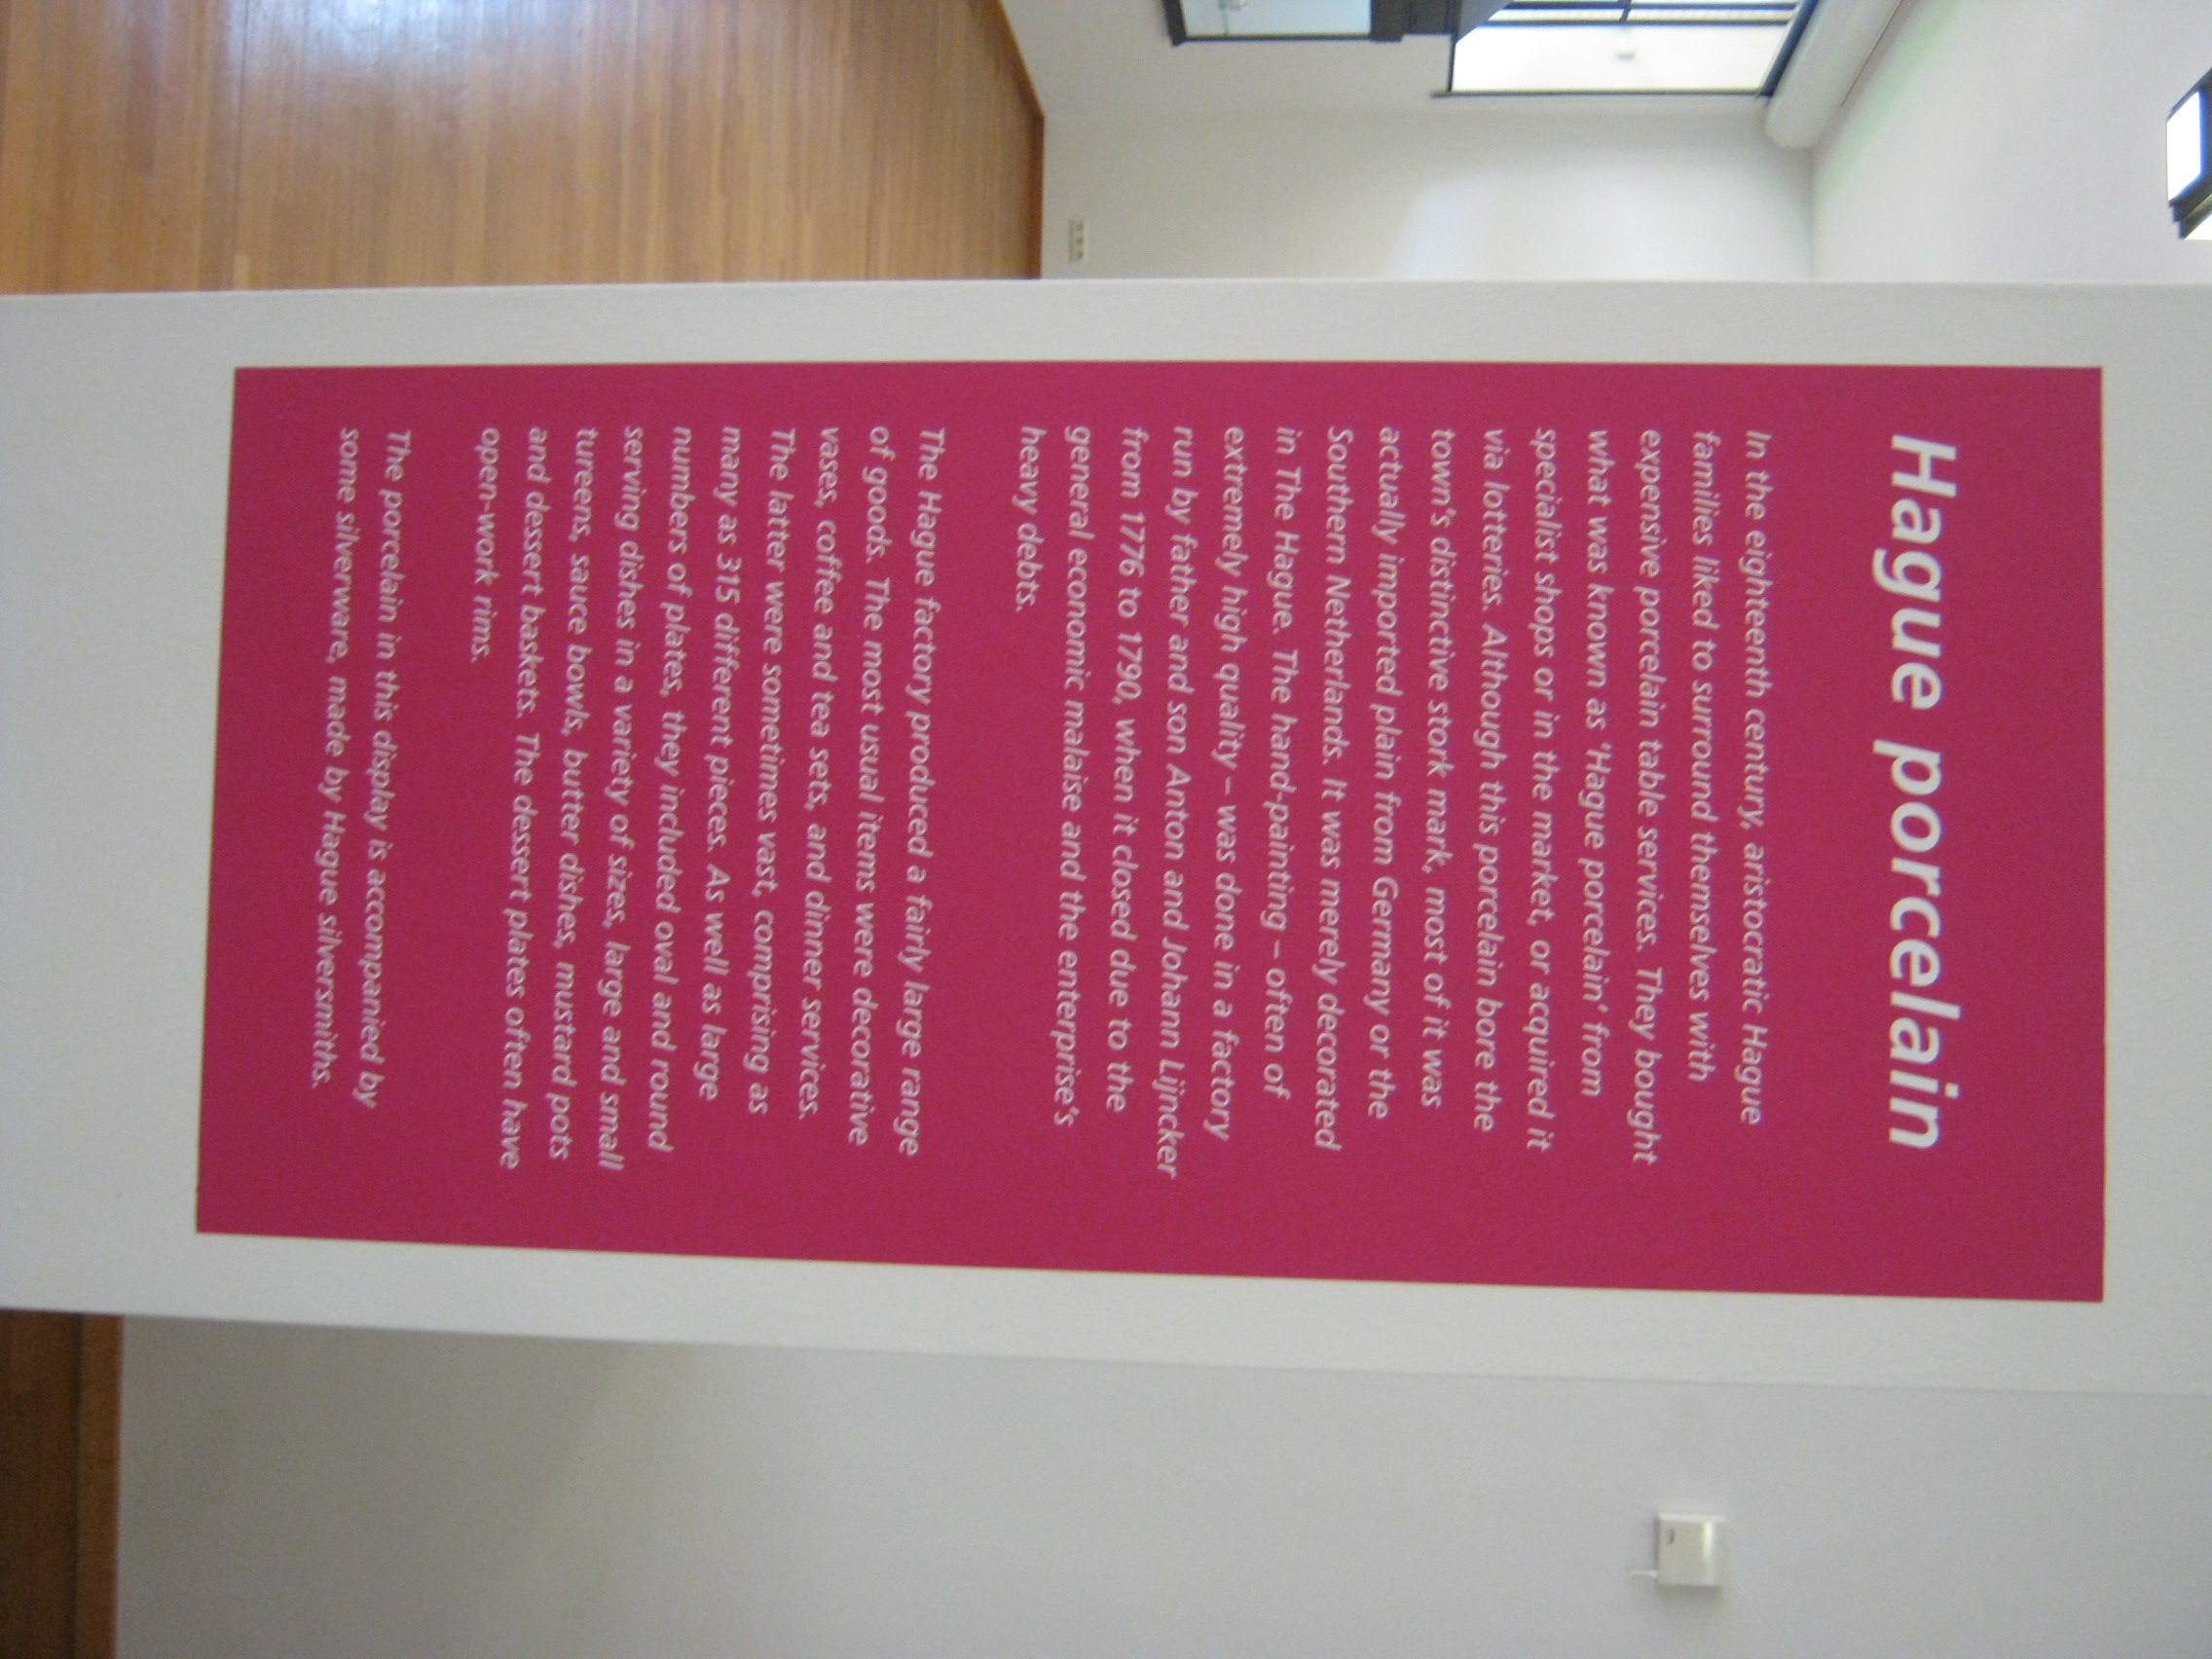 Hague porcelain
In the eighteenth century, aristocratic Hague
families liked to surround themselves with
expensive porcelain table services. They bought
what was known as 'Hague porcelain' from
specialist shops or in the market, or acquired it
via lotteries. Although this porcelain bore the
town's distinctive stork mark, most of it was
actually imported plain from Germany or the
Southern Netherlands. It was merely decorated
in The Hague. The hand-painting – often of
extremely high quality – was done in a factory
run by father and son Anton and Johann Lijncker
from 1776 to 1790, when it closed due to the
general economic malaise and the enterprise's
heavy debts.
The Hague factory produced a fairly large range
of goods. The most usual items were decorative
vases, coffee and tea sets, and dinner services.
The latter were sometimes vast, comprising as
many as 315 different pieces. As well as large
numbers of plates, they included oval and round
serving dishes in a variety of sizes, large and small
tureens, sauce bowls, butter dishes, mustard pots
and dessert baskets. The dessert plates often have
open-work rims.
The porcelain in this display is accompanied by
some silverware, made by Hague silversmiths.